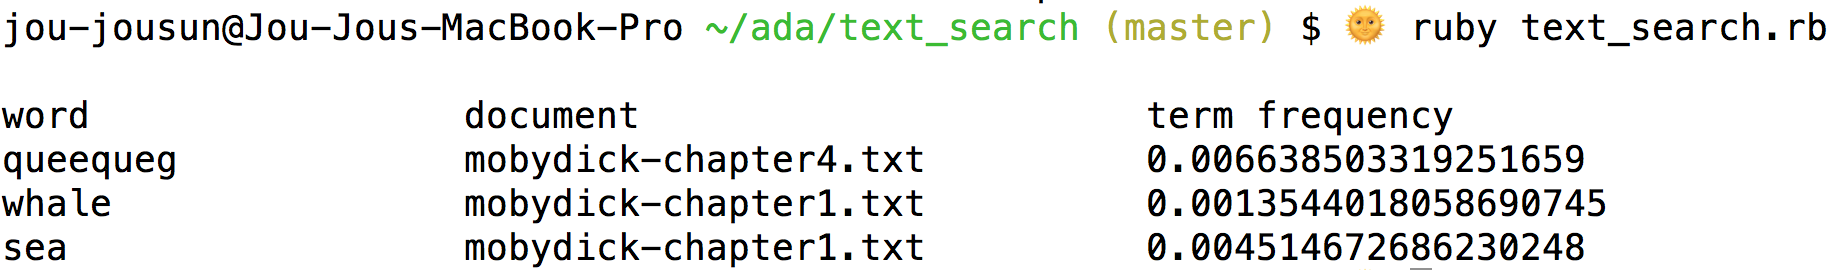 jou-jousun@Jou-Jous-MacBook-Pro ~/ada/text_search (master) $ 🌞 ruby text_search.rb
word document term frequency
queequeg mobydick-chapter4.txt 0.006638503319251659
whale mobydick-chapter1.txt 0.0013544018058690745
sea mobydick-chapter1.txt 0.004514672686230248